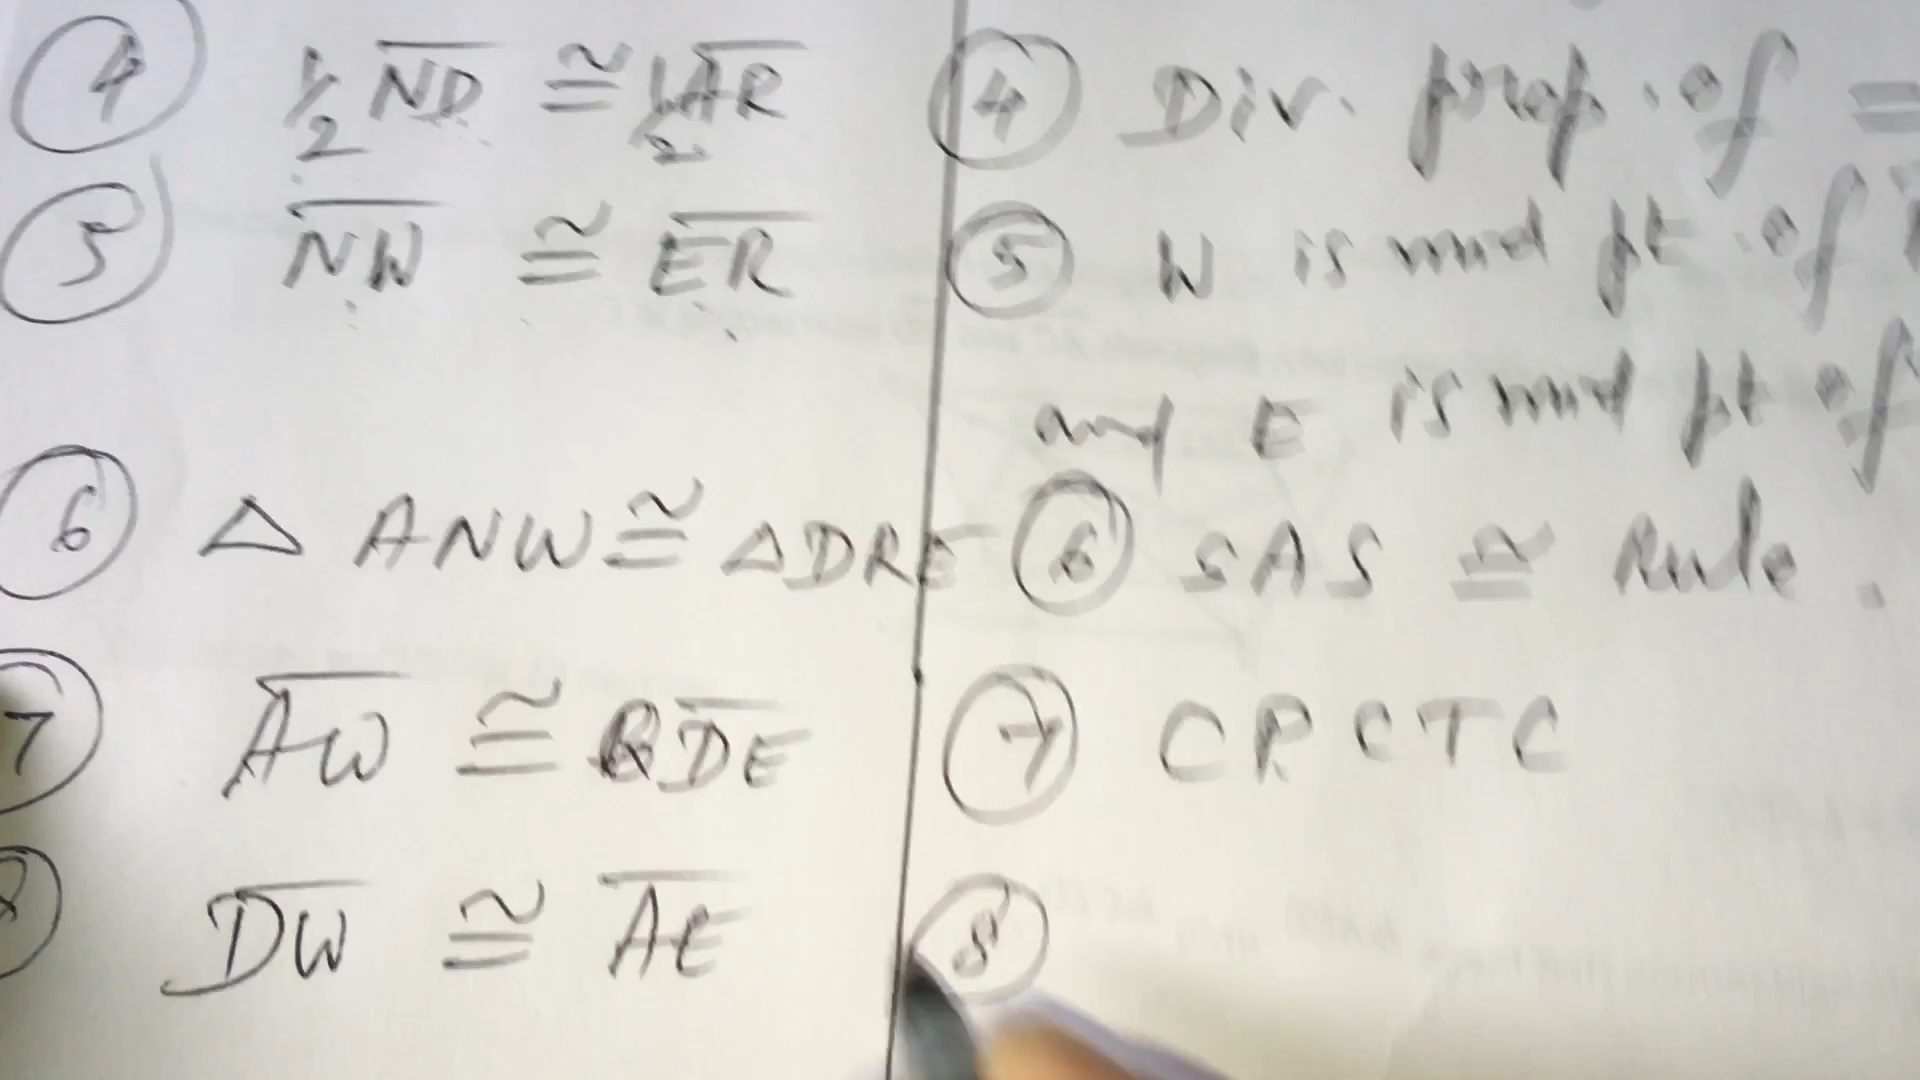 ④ 1/2 ND ≅ 1/2 AR ④ Div. prop. of =
⑤ NW ≅ ER ⑤ W is mid pt of
and E is mid pt of
⑥ △ ANW ≅ △DRE ⑥ SAS ≅ Rule.
⑦ AW ≅ DE ⑦ CPCTC
⑧ DW ≅ AE ⑧